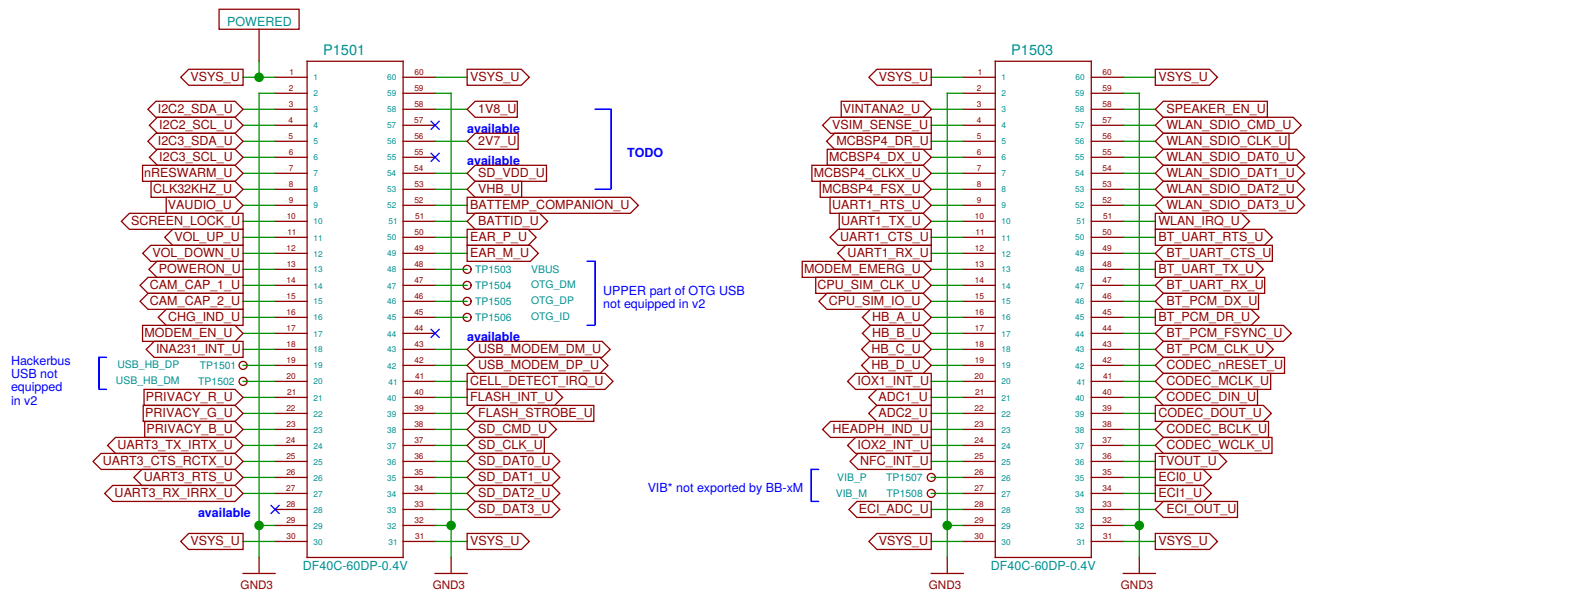 POWERED
P1501
VSYS_U 1 1 60 60 VSYS_U
2 2 59 59
I2C2_SDA_U 3 3 58 58 1V8_U
I2C2_SCL_U 4 4 57 57 available
I2C3_SDA_U 5 5 56 56 2V7_U
I2C3_SCL_U 6 6 55 55 available
TODO
nRESWARM_U 7 7 54 54 SD_VDD_U
CLK32KHZ_U 8 8 53 53 VHB_U
VAUDIO_U 9 9 52 52 BATTEMP_COMPANION_U
SCREEN_LOCK_U 10 10 51 51 BATTID_U
VOL_UP_U 11 11 50 50 EAR_P_U
VOL_DOWN_U 12 12 49 49 EAR_M_U
POWERON_U 13 13 48 48 TP1503 VBUS
CAM_CAP_1_U 14 14 47 47 TP1504 OTG_DM
CAM_CAP_2_U 15 15 46 46 TP1505 OTG_DP
CHG_IND_U 16 16 45 45 TP1506 OTG_ID
UPPER part of OTG USB
not equipped in v2
MODEM_EN_U 17 17 44 44 available
INA231_INT_U 18 18 43 43 USB_MODEM_DM_U
USB_HB_DP TP1501 19 19 42 42 USB_MODEM_DP_U
USB_HB_DM TP1502 20 20 41 41 CELL_DETECT_IRQ_U
Hackerbus
USB not
equipped
in v2
PRIVACY_R_U 21 21 40 40 FLASH_INT_U
PRIVACY_G_U 22 22 39 39 FLASH_STROBE_U
PRIVACY_B_U 23 23 38 38 SD_CMD_U
UART3_TX_IRTX_U 24 24 37 37 SD_CLK_U
UART3_CTS_RCTX_U 25 25 36 36 SD_DAT0_U
UART3_RTS_U 26 26 35 35 SD_DAT1_U
UART3_RX_IRRX_U 27 27 34 34 SD_DAT2_U
available 28 28 33 33 SD_DAT3_U
29 29 32 32
VSYS_U 30 30 31 31 VSYS_U
DF40C-60DP-0.4V
GND3 GND3
P1503
VSYS_U 1 1 60 60 VSYS_U
2 2 59 59
VINTANA2_U 3 3 58 58 SPEAKER_EN_U
VSIM_SENSE_U 4 4 57 57 WLAN_SDIO_CMD_U
MCBSP4_DR_U 5 5 56 56 WLAN_SDIO_CLK_U
MCBSP4_DX_U 6 6 55 55 WLAN_SDIO_DAT0_U
MCBSP4_CLKX_U 7 7 54 54 WLAN_SDIO_DAT1_U
MCBSP4_FSX_U 8 8 53 53 WLAN_SDIO_DAT2_U
UART1_RTS_U 9 9 52 52 WLAN_SDIO_DAT3_U
UART1_TX_U 10 10 51 51 WLAN_IRQ_U
UART1_CTS_U 11 11 50 50 BT_UART_RTS_U
UART1_RX_U 12 12 49 49 BT_UART_CTS_U
MODEM_EMERG_U 13 13 48 48 BT_UART_TX_U
CPU_SIM_CLK_U 14 14 47 47 BT_UART_RX_U
CPU_SIM_IO_U 15 15 46 46 BT_PCM_DX_U
HB_A_U 16 16 45 45 BT_PCM_DR_U
HB_B_U 17 17 44 44 BT_PCM_FSYNC_U
HB_C_U 18 18 43 43 BT_PCM_CLK_U
HB_D_U 19 19 42 42 CODEC_nRESET_U
IOX1_INT_U 20 20 41 41 CODEC_MCLK_U
ADC1_U 21 21 40 40 CODEC_DIN_U
ADC2_U 22 22 39 39 CODEC_DOUT_U
HEADPH_IND_U 23 23 38 38 CODEC_BCLK_U
IOX2_INT_U 24 24 37 37 CODEC_WCLK_U
NFC_INT_U 25 25 36 36 TVOUT_U
VIB_P TP1507 26 26 35 35 ECI0_U
VIB* not exported by BB-xM
VIB_M TP1508 27 27 34 34 ECI1_U
ECI_ADC_U 28 28 33 33 ECI_OUT_U
29 29 32 32
VSYS_U 30 30 31 31 VSYS_U
DF40C-60DP-0.4V
GND3 GND3